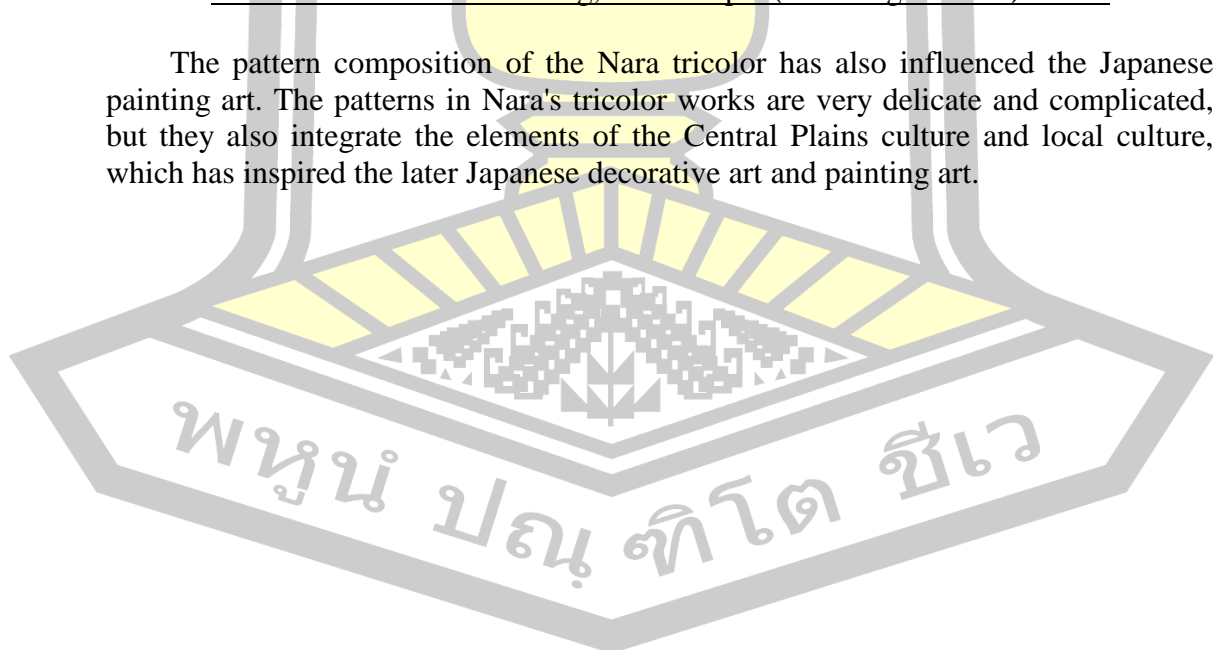 The pattern composition of the Nara tricolor has also influenced the Japanese
painting art. The patterns in Nara's tricolor works are very delicate and complicated,
but they also integrate the elements of the Central Plains culture and local culture,
which has inspired the later Japanese decorative art and painting art.
พหูนํ ปณฺฑิโต ชีเว